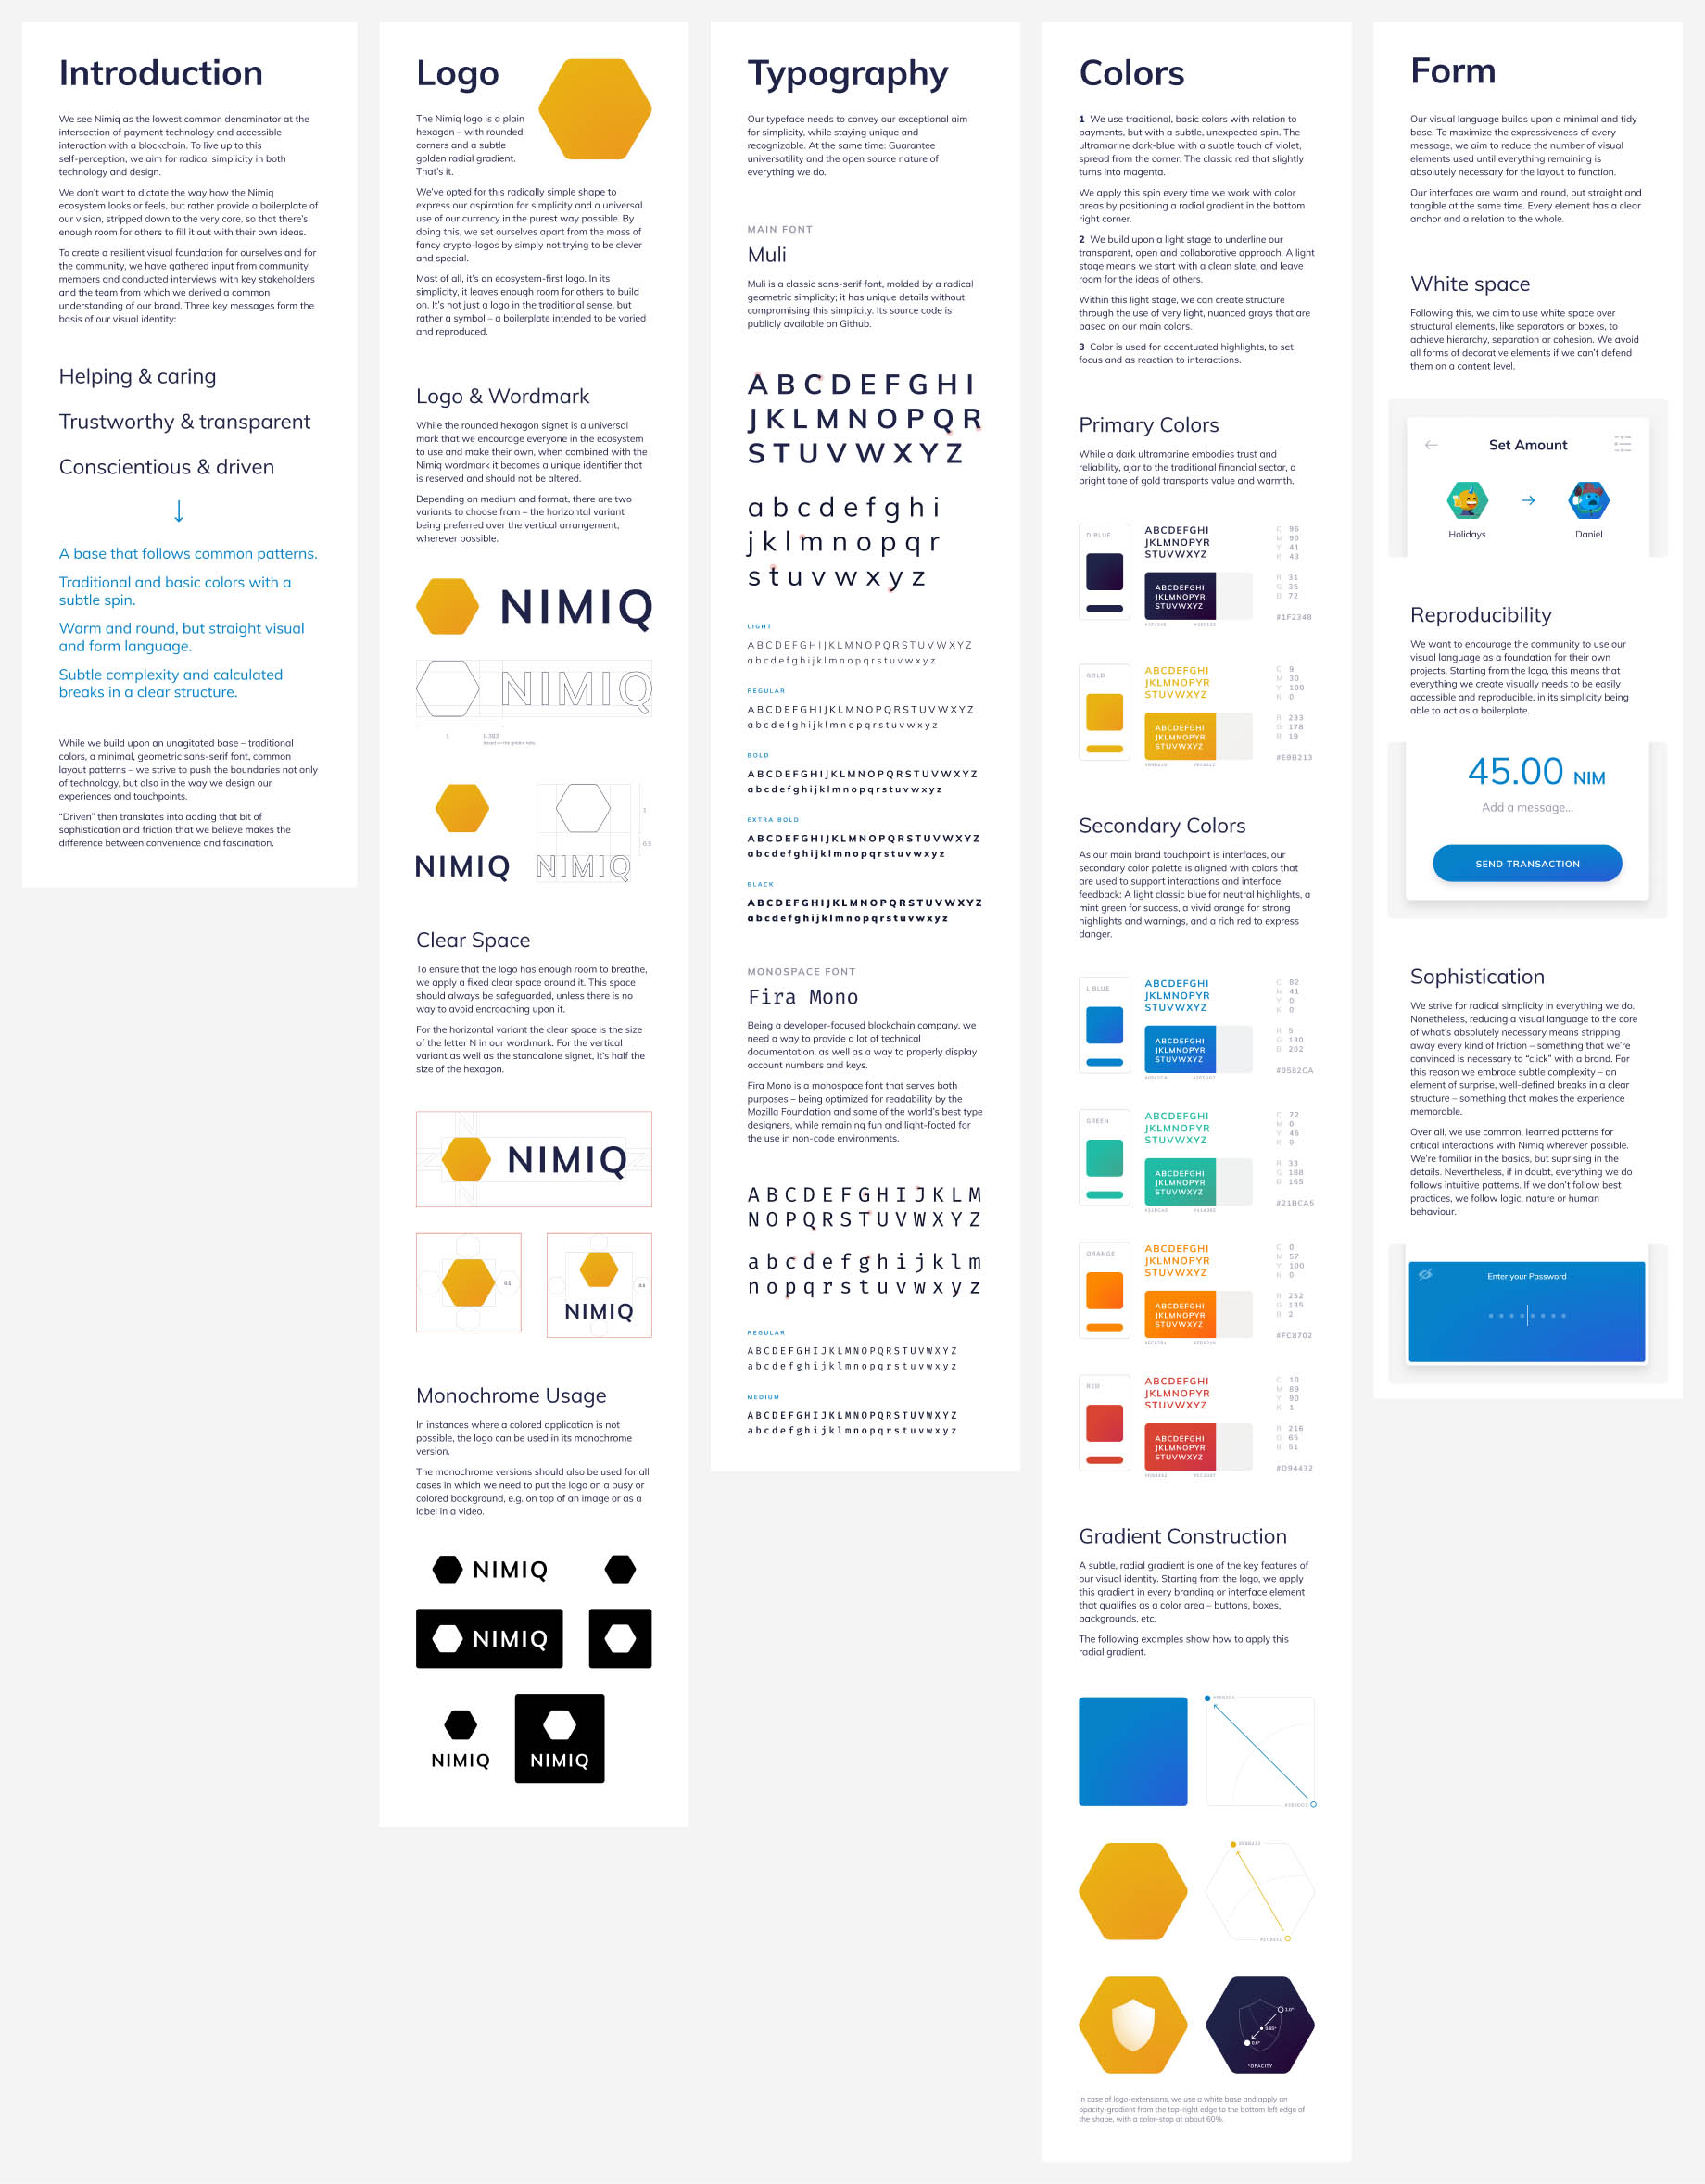 Introduction
We see Nimiq as the lowest common denominator at the
intersection of payment technology and accessible
interaction with a blockchain. To live up to this
self-perception, we aim for radical simplicity in both
technology and design.
We don't want to dictate the way how the Nimiq
ecosystem looks or feels, but rather provide a boilerplate of
our vision, stripped down to the very core, so that there's
enough room for others to fill it out with their own ideas.
To create a resilient visual foundation for ourselves and for
the community, we have gathered input from community
members and conducted interviews with key stakeholders
and the team from which we derived a common
understanding of our brand. Three key messages form the
basis of our visual identity:
Helping & caring
Trustworthy & transparent
Conscientious & driven
↓
A base that follows common patterns.
Traditional and basic colors with a
subtle spin.
Warm and round, but straight visual
and form language.
Subtle complexity and calculated
breaks in a clear structure.
While we build upon an unagitated base – traditional
colors, a minimal, geometric sans-serif font, common
layout patterns – we strive to push the boundaries not only
of technology, but also in the way we design our
experiences and touchpoints.
"Driven" then translates into adding that bit of
sophistication and friction that we believe makes the
difference between convenience and fascination.
Logo
The Nimiq logo is a plain
hexagon – with rounded
corners and a subtle
golden radial gradient.
That's it.
We've opted for this radically simple shape to
express our aspiration for simplicity and a universal
use of our currency in the purest way possible. By
doing this, we set ourselves apart from the mass of
fancy crypto-logos by simply not trying to be clever
and special.
Most of all, it's an ecosystem-first logo. In its
simplicity, it leaves enough room for others to build
on. It's not just a logo in the traditional sense, but
rather a symbol – a boilerplate intended to be varied
and reproduced.
Logo & Wordmark
While the rounded hexagon signet is a universal
mark that we encourage everyone in the ecosystem
to use and make their own, when combined with the
Nimiq wordmark it becomes a unique identifier that
is reserved and should not be altered.
Depending on medium and format, there are two
variants to choose from – the horizontal variant
being preferred over the vertical arrangement,
wherever possible.
NIMIQ
NIMIQ
1 0.382
based on the golden ratio
1
0.5
NIMIQ NIMIQ
Clear Space
To ensure that the logo has enough room to breathe,
we apply a fixed clear space around it. This space
should always be safeguarded, unless there is no
way to avoid encroaching upon it.
For the horizontal variant the clear space is the size
of the letter N in our wordmark. For the vertical
variant as well as the standalone signet, it's half the
size of the hexagon.
N
N NIMIQ N
N
0.5 0.5
NIMIQ
Monochrome Usage
In instances where a colored application is not
possible, the logo can be used in its monochrome
version.
The monochrome versions should also be used for all
cases in which we need to put the logo on a busy or
colored background, e.g. on top of an image or as a
label in a video.
NIMIQ
NIMIQ
NIMIQ NIMIQ
Typography
Our typeface needs to convey our exceptional aim
for simplicity, while staying unique and
recognizable. At the same time: Guarantee
universatility and the open source nature of
everything we do.
MAIN FONT
Muli
Muli is a classic sans-serif font, molded by a radical
geometric simplicity; it has unique details without
compromising this simplicity. Its source code is
publicly available on Github.
A B C D E F G H I
J K L M N O P Q R
S T U V W X Y Z
a b c d e f g h i
j k l m n o p q r
s t u v w x y z
LIGHT
ABCDEFGHIJKLMNOPQRSTUVWXYZ
abcdefghijklmnopqrstuvwxyz
REGULAR
ABCDEFGHIJKLMNOPQRSTUVWXYZ
abcdefghijklmnopqrstuvwxyz
BOLD
ABCDEFGHIJKLMNOPQRSTUVWXYZ
abcdefghijklmnopqrstuvwxyz
EXTRA BOLD
ABCDEFGHIJKLMNOPQRSTUVWXYZ
abcdefghijklmnopqrstuvwxyz
BLACK
ABCDEFGHIJKLMNOPQRSTUVWXYZ
abcdefghijklmnopqrstuvwxyz
MONOSPACE FONT
Fira Mono
Being a developer-focused blockchain company, we
need a way to provide a lot of technical
documentation, as well as a way to properly display
account numbers and keys.
Fira Mono is a monospace font that serves both
purposes – being optimized for readability by the
Mozilla Foundation and some of the world's best type
designers, while remaining fun and light-footed for
the use in non-code environments.
A B C D E F G H I J K L M
N O P Q R S T U V W X Y Z
a b c d e f g h i j k l m
n o p q r s t u v w x y z
REGULAR
ABCDEFGHIJKLMNOPQRSTUVWXYZ
abcdefghijklmnopqrstuvwxyz
MEDIUM
ABCDEFGHIJKLMNOPQRSTUVWXYZ
abcdefghijklmnopqrstuvwxyz
Colors
1 We use traditional, basic colors with relation to
payments, but with a subtle, unexpected spin. The
ultramarine dark-blue with a subtle touch of violet,
spread from the corner. The classic red that slightly
turns into magenta.
We apply this spin every time we work with color
areas by positioning a radial gradient in the bottom
right corner.
2 We build upon a light stage to underline our
transparent, open and collaborative approach. A light
stage means we start with a clean slate, and leave
room for the ideas of others.
Within this light stage, we can create structure
through the use of very light, nuanced grays that are
based on our main colors.
3 Color is used for accentuated highlights, to set
focus and as reaction to interactions.
Primary Colors
While a dark ultramarine embodies trust and
reliability, ajar to the traditional financial sector, a
bright tone of gold transports value and warmth.
D BLUE
ABCDEFGHI
JKLMNOPYR
STUVWXYZ
ABCDEFGHI
JKLMNOPYR
STUVWXYZ
C 96
M 90
Y 41
K 43
R 31
G 35
B 72
#1F2348
GOLD
ABCDEFGHI
JKLMNOPYR
STUVWXYZ
ABCDEFGHI
JKLMNOPYR
STUVWXYZ
C 9
M 30
Y 100
K 0
R 233
G 178
B 19
#E9B213
Secondary Colors
As our main brand touchpoint is interfaces, our
secondary color palette is aligned with colors that
are used to support interactions and interface
feedback: A light classic blue for neutral highlights, a
mint green for success, a vivid orange for strong
highlights and warnings, and a rich red to express
danger.
L BLUE
ABCDEFGHI
JKLMNOPYR
STUVWXYZ
ABCDEFGHI
JKLMNOPYR
STUVWXYZ
C 82
M 41
Y 0
K 0
R 5
G 130
B 202
#0582CA
GREEN
ABCDEFGHI
JKLMNOPYR
STUVWXYZ
ABCDEFGHI
JKLMNOPYR
STUVWXYZ
C 72
M 0
Y 46
K 0
R 33
G 188
B 165
#21BCA5
ORANGE
ABCDEFGHI
JKLMNOPYR
STUVWXYZ
ABCDEFGHI
JKLMNOPYR
STUVWXYZ
C 0
M 57
Y 100
K 0
R 252
G 135
B 2
#FC8702
RED
ABCDEFGHI
JKLMNOPYR
STUVWXYZ
ABCDEFGHI
JKLMNOPYR
STUVWXYZ
C 10
M 89
Y 90
K 1
R 216
G 65
B 51
#D94432
Gradient Construction
A subtle, radial gradient is one of the key features of
our visual identity. Starting from the logo, we apply
this gradient in every branding or interface element
that qualifies as a color area – buttons, boxes,
backgrounds, etc.
The following examples show how to apply this
radial gradient.
#0582CA
#265DD7
#E9B213
#EC991C
1.0*
0.6*
*OPACITY
In case of logo-extensions, we use a white base and apply an
opacity-gradient from the top-right edge to the bottom left edge of
the shape, with a color-stop at about 60%.
Form
Our visual language builds upon a minimal and tidy
base. To maximize the expressiveness of every
message, we aim to reduce the number of visual
elements used until everything remaining is
absolutely necessary for the layout to function.
Our interfaces are warm and round, but straight and
tangible at the same time. Every element has a clear
anchor and a relation to the whole.
White space
Following this, we aim to use white space over
structural elements, like separators or boxes, to
achieve hierarchy, separation or cohesion. We avoid
all forms of decorative elements if we can't defend
them on a content level.
← Set Amount
→
Holidays Daniel
Reproducibility
We want to encourage the community to use our
visual language as a foundation for their own
projects. Starting from the logo, this means that
everything we create visually needs to be easily
accessible and reproducible, in its simplicity being
able to act as a boilerplate.
45.00 NIM
Add a message...
SEND TRANSACTION
Sophistication
We strive for radical simplicity in everything we do.
Nonetheless, reducing a visual language to the core
of what's absolutely necessary means stripping
away every kind of friction – something that we're
convinced is necessary to "click" with a brand. For
this reason we embrace subtle complexity – an
element of surprise, well-defined breaks in a clear
structure – something that makes the experience
memorable.
Over all, we use common, learned patterns for
critical interactions with Nimiq wherever possible.
We're familiar in the basics, but suprising in the
details. Nevertheless, if in doubt, everything we do
follows intuitive patterns. If we don't follow best
practices, we follow logic, nature or human
behaviour.
Enter your Password